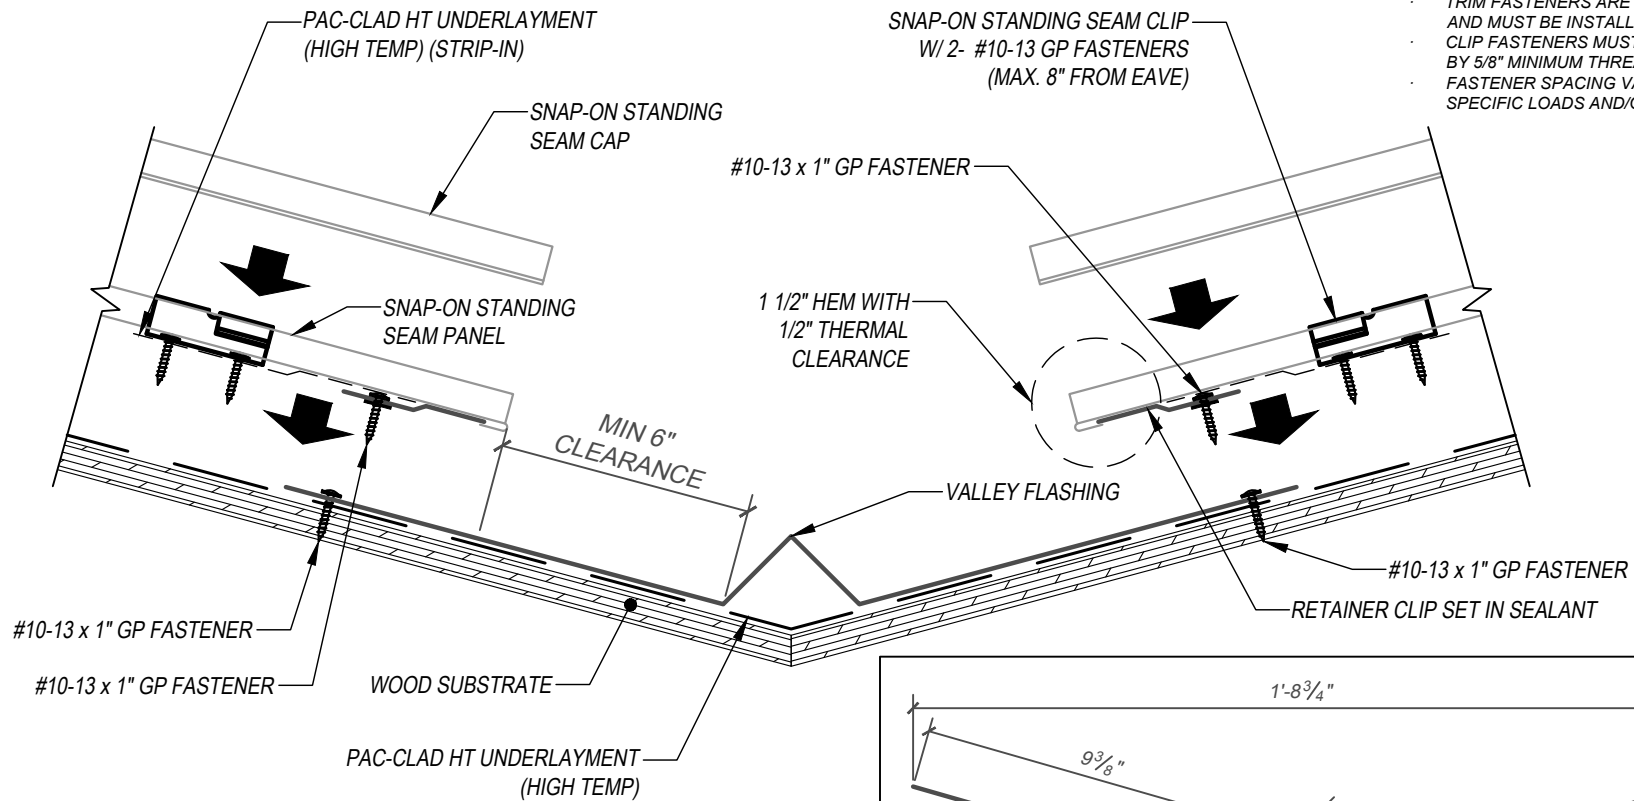 PAC-CLAD HT UNDERLAYMENT
(HIGH TEMP) (STRIP-IN)
SNAP-ON STANDING
SEAM CAP
SNAP-ON STANDING SEAM CLIP
W/ 2- #10-13 GP FASTENERS
(MAX. 8" FROM EAVE)
· TRIM FASTENERS ARE
AND MUST BE INSTALL
· CLIP FASTENERS MUST
BY 5/8" MINIMUM THRE
· FASTENER SPACING VA
SPECIFIC LOADS AND/
#10-13 x 1" GP FASTENER
SNAP-ON STANDING
SEAM PANEL
1 1/2" HEM WITH
1/2" THERMAL
CLEARANCE
MIN 6"
CLEARANCE
VALLEY FLASHING
#10-13 x 1" GP FASTENER
RETAINER CLIP SET IN SEALANT
#10-13 x 1" GP FASTENER
#10-13 x 1" GP FASTENER
WOOD SUBSTRATE
PAC-CLAD HT UNDERLAYMENT
(HIGH TEMP)
1'-8 3/4"
9 3/8"